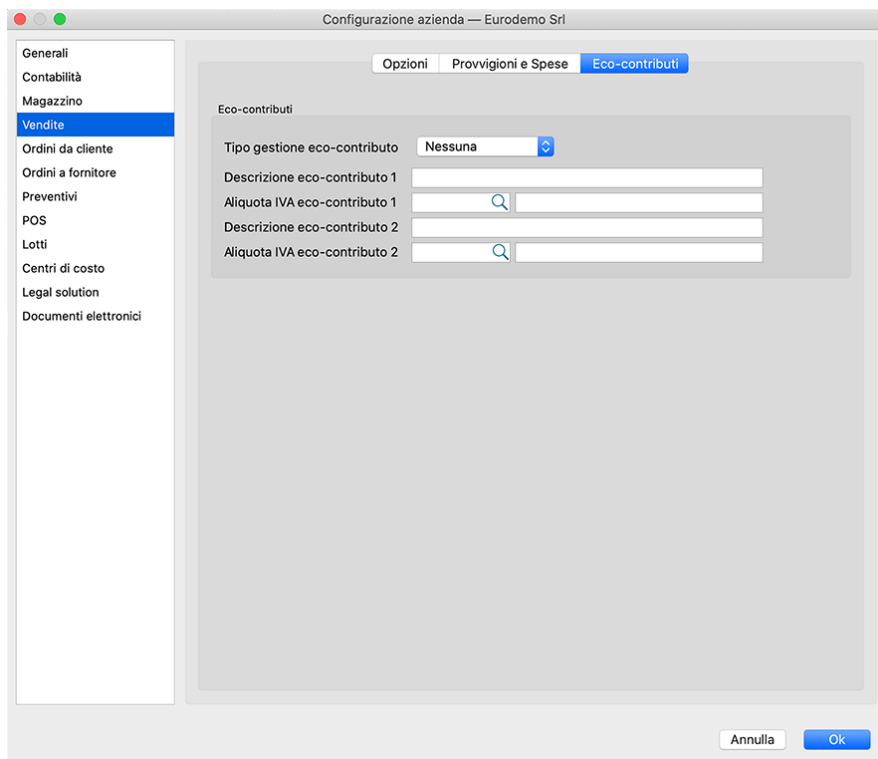 Configurazione azienda — Eurodemo Srl
Generali
Contabilità
Magazzino
Vendite
Ordini da cliente
Ordini a fornitore
Preventivi
POS
Lotti
Centri di costo
Legal solution
Documenti elettronici
Opzioni Provvigioni e Spese Eco-contributi
Eco-contributi
Tipo gestione eco-contributo Nessuna
Descrizione eco-contributo 1
Aliquota IVA eco-contributo 1
Descrizione eco-contributo 2
Aliquota IVA eco-contributo 2
Annulla Ok